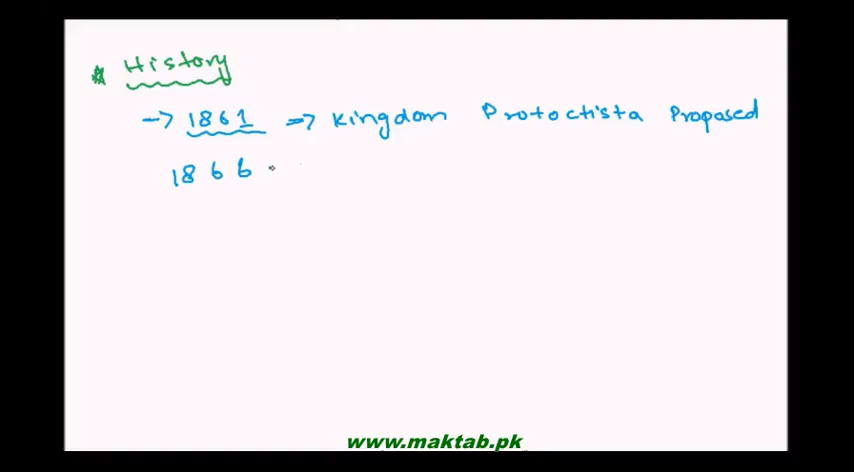 * History
→ 1861 ⇒ Kingdom Protoctista Proposed
1866
www.maktab.pk